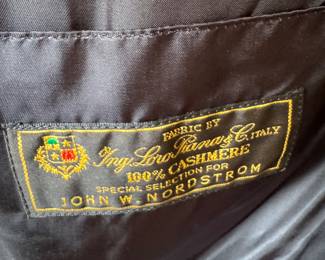 FABRIC BY
Ing. Loro Piana & C. ITALY
100% CASHMERE
SPECIAL SELECTION FOR
JOHN W. NORDSTROM